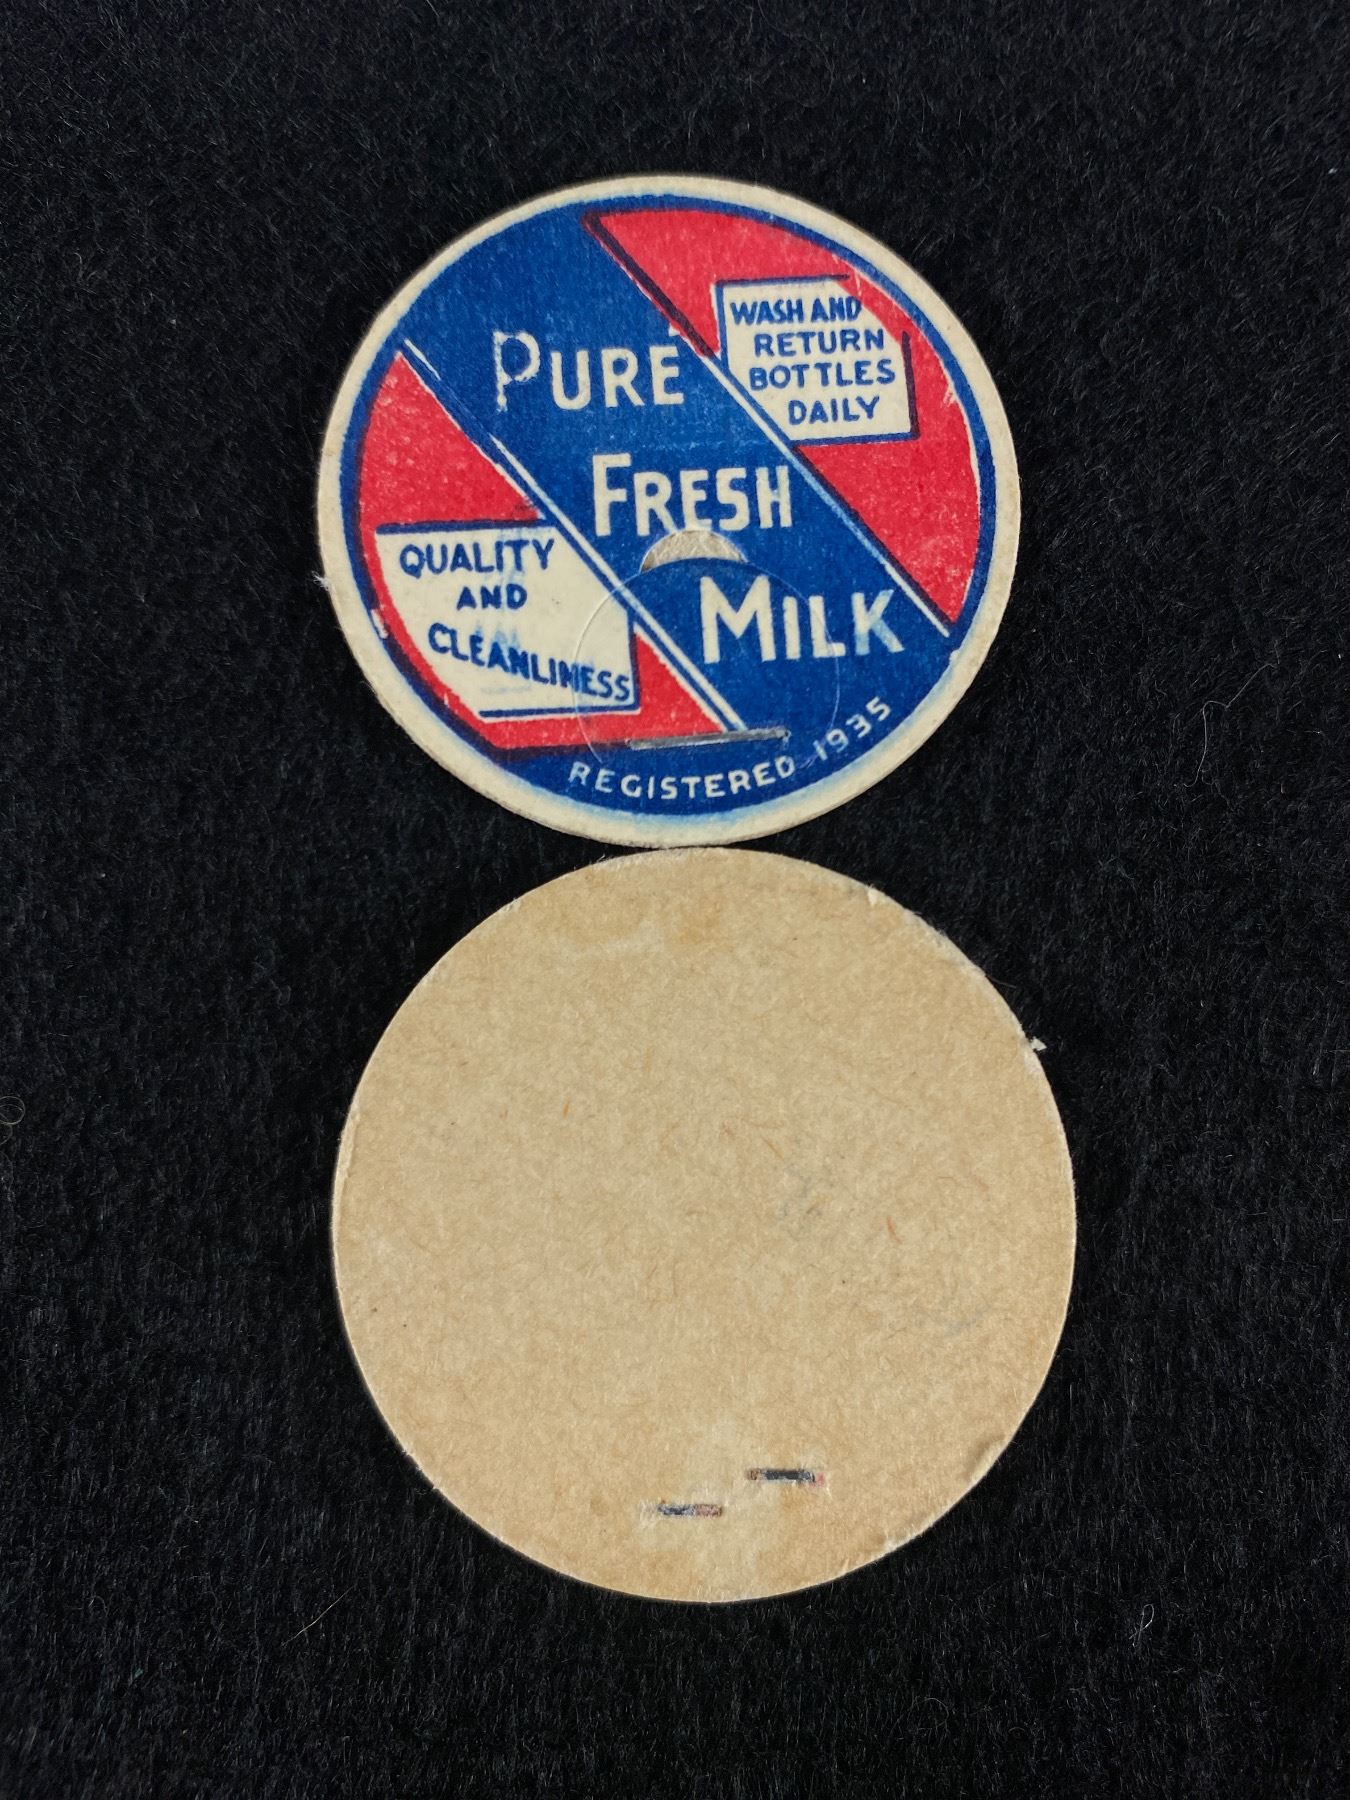 PURE
FRESH
MILK
WASH AND
RETURN
BOTTLES
DAILY
QUALITY
AND
CLEANLINESS
REGISTERED 1935